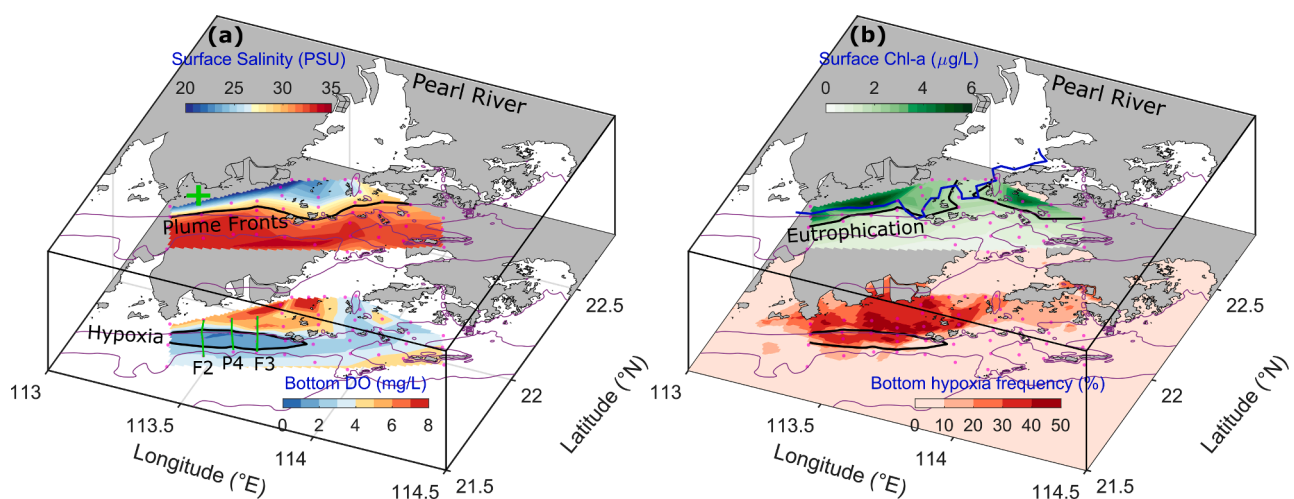 (a)
Surface Salinity (PSU)
20 25 30 35
Pearl River
Plume Fronts
Hypoxia
F2 P4 F3
Bottom DO (mg/L)
0 2 4 6 8
113
113.5
114
114.5
Longitude (°E)
21.5
22
22.5
Latitude (°N)
(b)
Surface Chl-a (μg/L)
0 2 4 6
Pearl River
Eutrophication
Bottom hypoxia frequency (%)
0 10 20 30 40 50
113
113.5
114
114.5
Longitude (°E)
21.5
22
22.5
Latitude (°N)